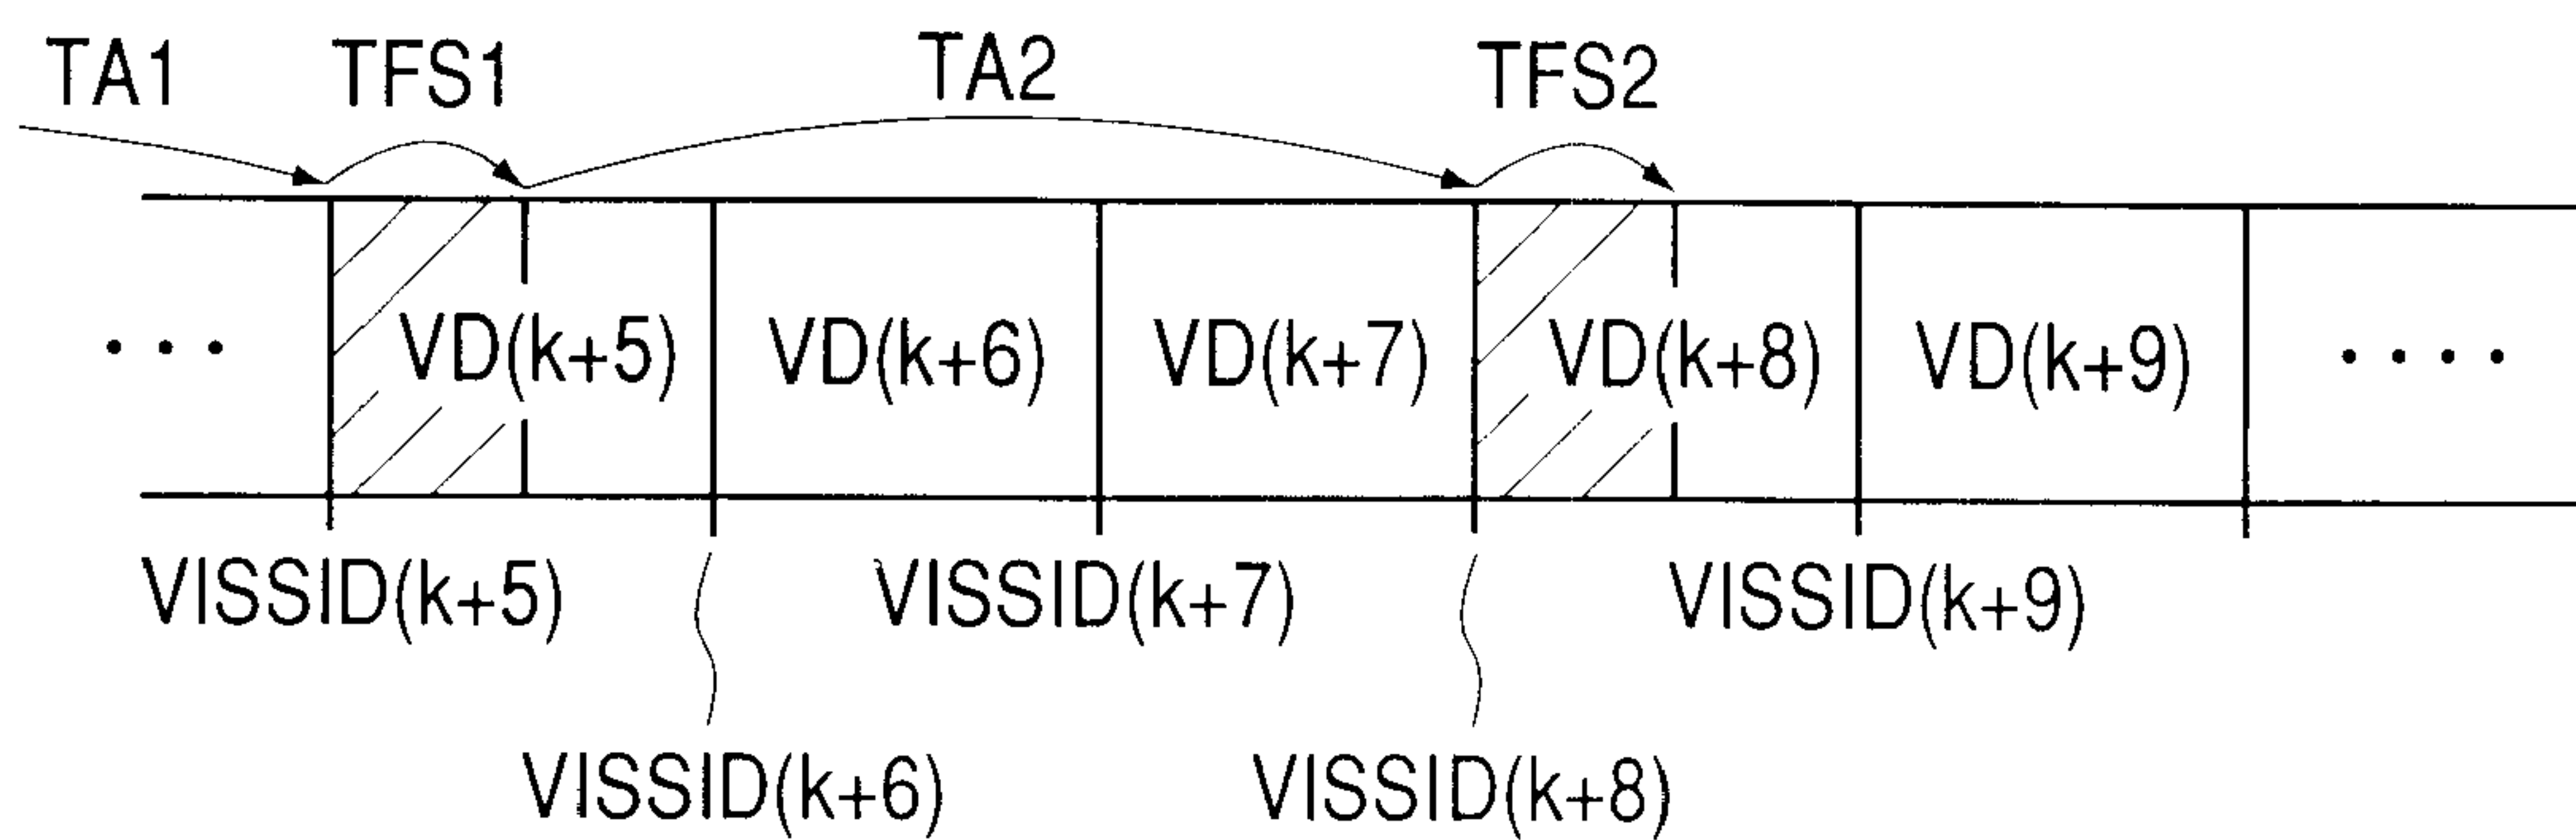 TA1 TFS1 TA2 TFS2
... VD(k+5) VD(k+6) VD(k+7) VD(k+8) VD(k+9) ....
VISSID(k+5) VISSID(k+7) VISSID(k+9)
VISSID(k+6) VISSID(k+8)